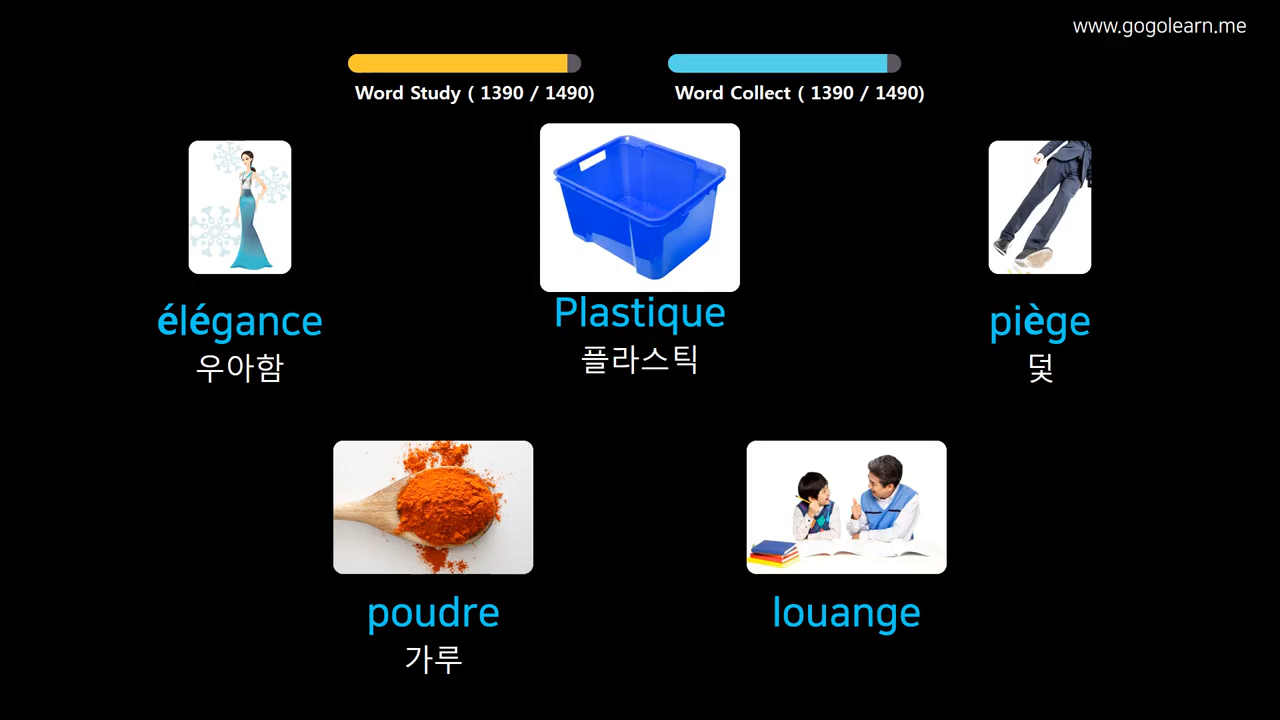 www.gogolearn.me
Word Study ( 1390 / 1490)
Word Collect ( 1390 / 1490)
élégance
우아함
Plastique
플라스틱
piège
덫
poudre
가루
louange